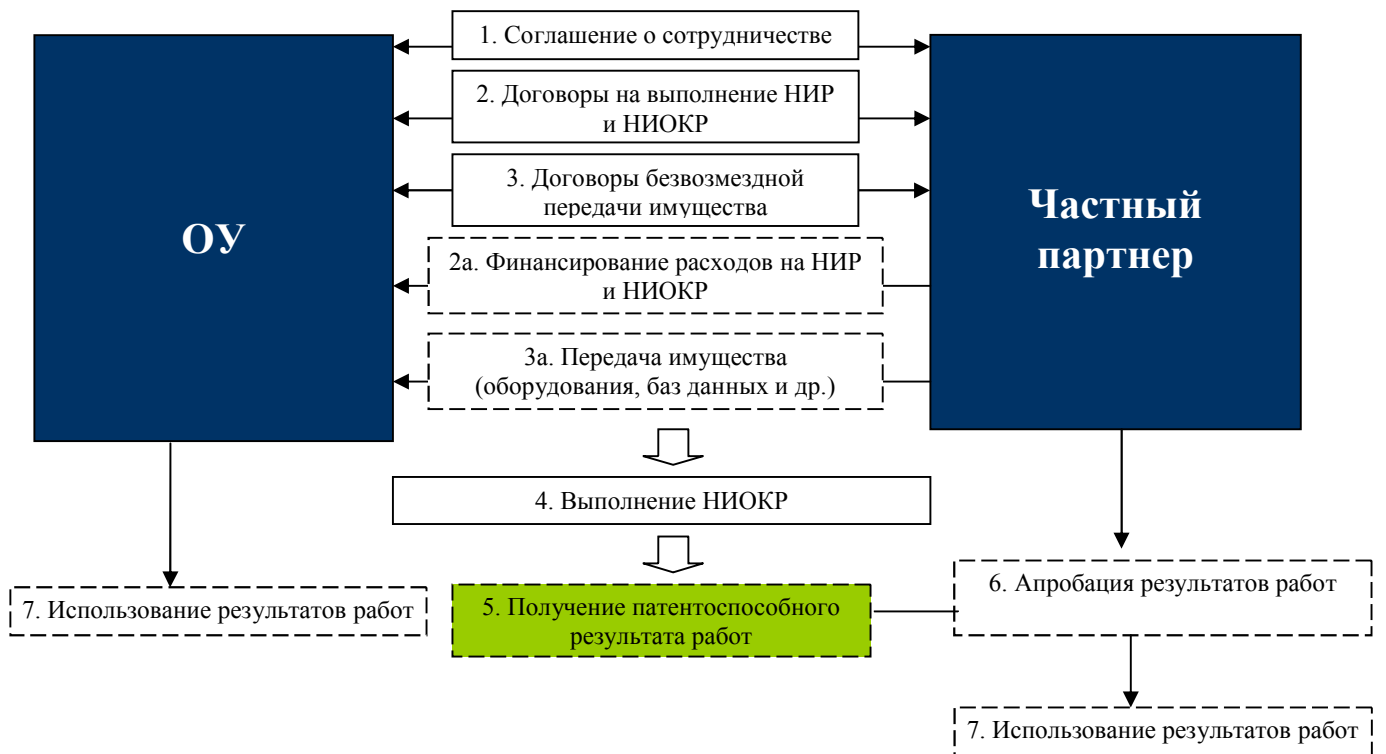 1. Соглашение о сотрудничестве
2. Договоры на выполнение НИР
и НИОКР
3. Договоры безвозмездной
передачи имущества
ОУ
Частный
партнер
2а. Финансирование расходов на НИР
и НИОКР
3а. Передача имущества
(оборудования, баз данных и др.)
4. Выполнение НИОКР
7. Использование результатов работ
5. Получение патентоспособного
результата работ
6. Апробация результатов работ
7. Использование результатов работ